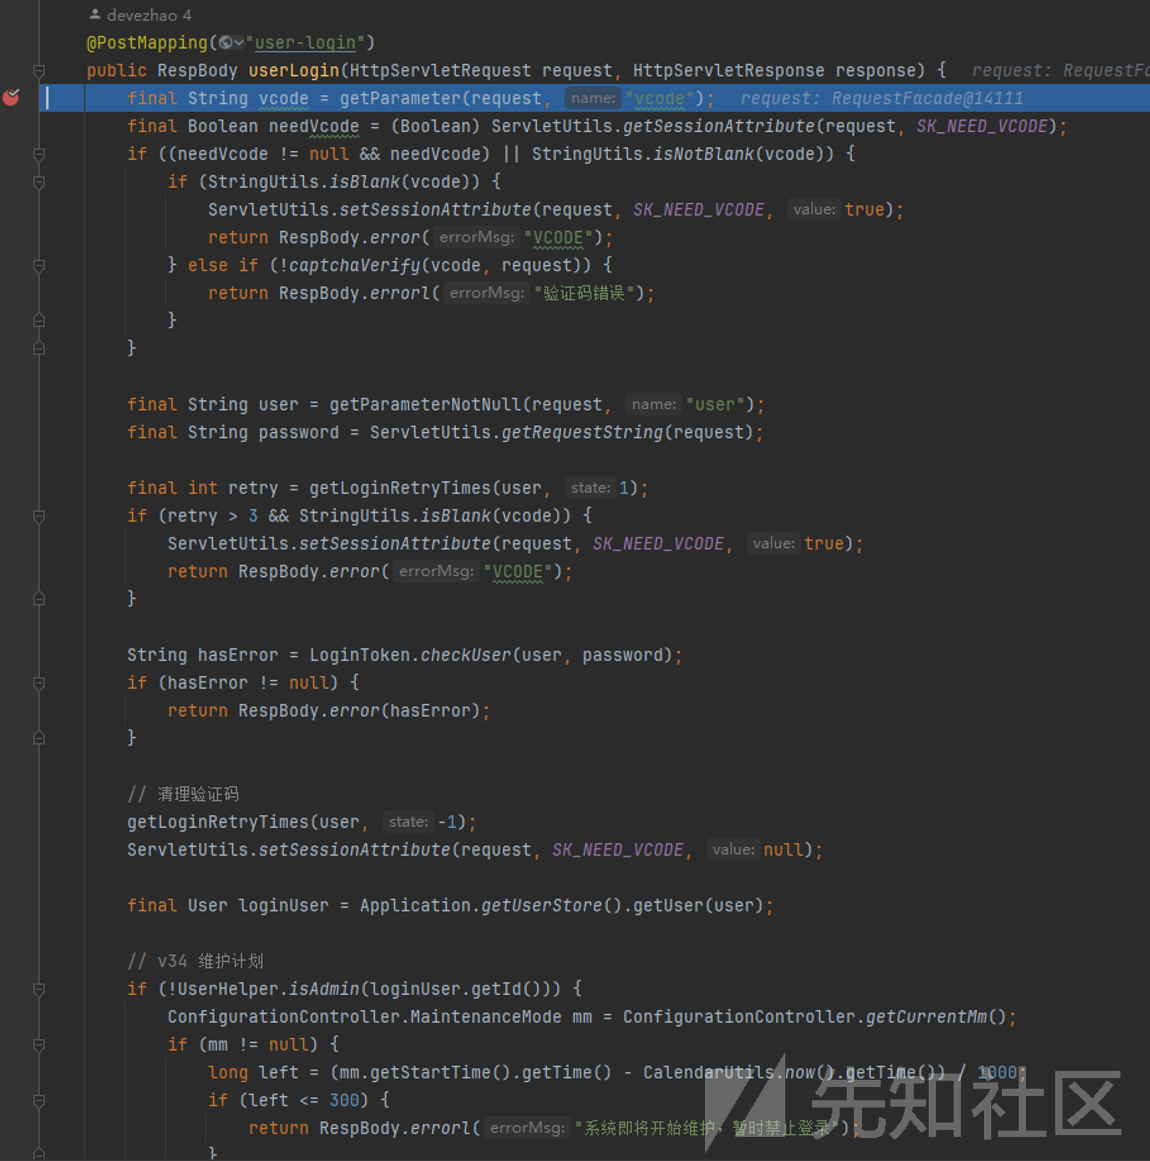 devezhao 4
@PostMapping("user-login")
public RespBody userLogin(HttpServletRequest request, HttpServletResponse response) { request: RequestFa
final String vcode = getParameter(request, name: "vcode"); request: RequestFacade@14111
final Boolean needVcode = (Boolean) ServletUtils.getSessionAttribute(request, SK_NEED_VCODE);
if ((needVcode != null && needVcode) || StringUtils.isNotBlank(vcode)) {
if (StringUtils.isBlank(vcode)) {
ServletUtils.setSessionAttribute(request, SK_NEED_VCODE, value: true);
return RespBody.error( errorMsg: "VCODE");
} else if (!captchaVerify(vcode, request)) {
return RespBody.errorl( errorMsg: "验证码错误");
}
}
final String user = getParameterNotNull(request, name: "user");
final String password = ServletUtils.getRequestString(request);
final int retry = getLoginRetryTimes(user, state: 1);
if (retry > 3 && StringUtils.isBlank(vcode)) {
ServletUtils.setSessionAttribute(request, SK_NEED_VCODE, value: true);
return RespBody.error( errorMsg: "VCODE");
}
String hasError = LoginToken.checkUser(user, password);
if (hasError != null) {
return RespBody.error(hasError);
}
// 清理验证码
getLoginRetryTimes(user, state: -1);
ServletUtils.setSessionAttribute(request, SK_NEED_VCODE, value: null);
final User loginUser = Application.getUserStore().getUser(user);
// v34 维护计划
if (!UserHelper.isAdmin(loginUser.getId())) {
ConfigurationController.MaintenanceMode mm = ConfigurationController.getCurrentMm();
if (mm != null) {
long left = (mm.getStartTime().getTime() - CalendarUtils.now().getTime()) / 1000;
if (left <= 300) {
return RespBody.errorl( errorMsg: "系统即将开始维护，暂时禁止登录");
}
先知社区